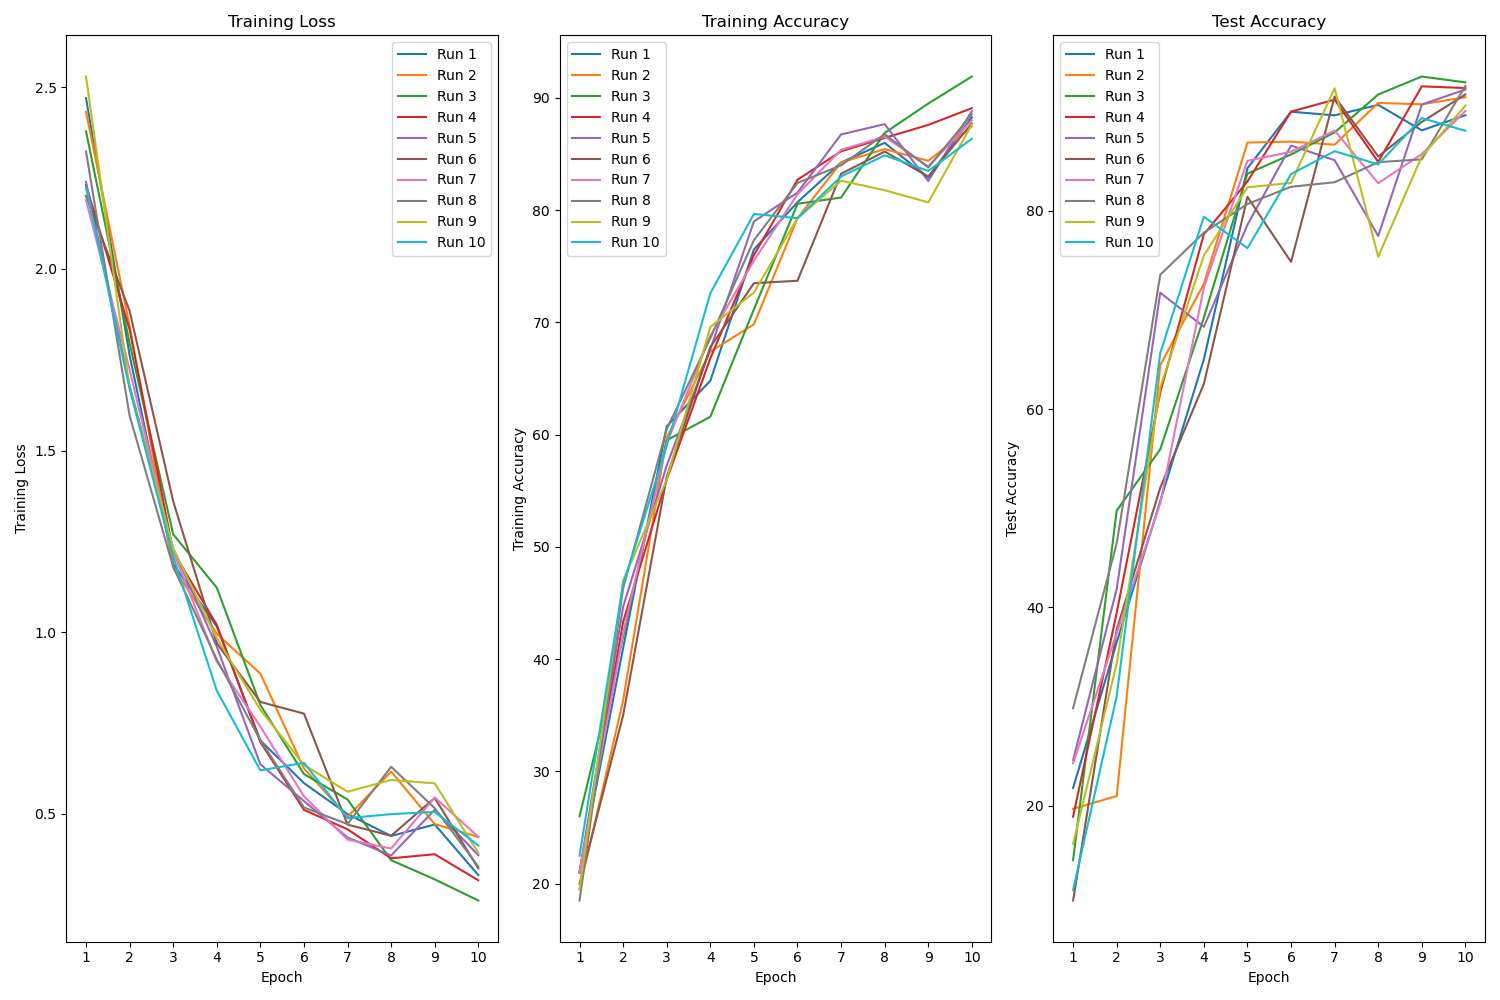 Training Loss
Training Loss
2.5
2.0
1.5
1.0
0.5
Run 1
Run 2
Run 3
Run 4
Run 5
Run 6
Run 7
Run 8
Run 9
Run 10
1 2 3 4 5 6 7 8 9 10
Epoch
Training Accuracy
Training Accuracy
90
80
70
60
50
40
30
20
Run 1
Run 2
Run 3
Run 4
Run 5
Run 6
Run 7
Run 8
Run 9
Run 10
1 2 3 4 5 6 7 8 9 10
Epoch
Test Accuracy
Test Accuracy
80
60
40
20
Run 1
Run 2
Run 3
Run 4
Run 5
Run 6
Run 7
Run 8
Run 9
Run 10
1 2 3 4 5 6 7 8 9 10
Epoch